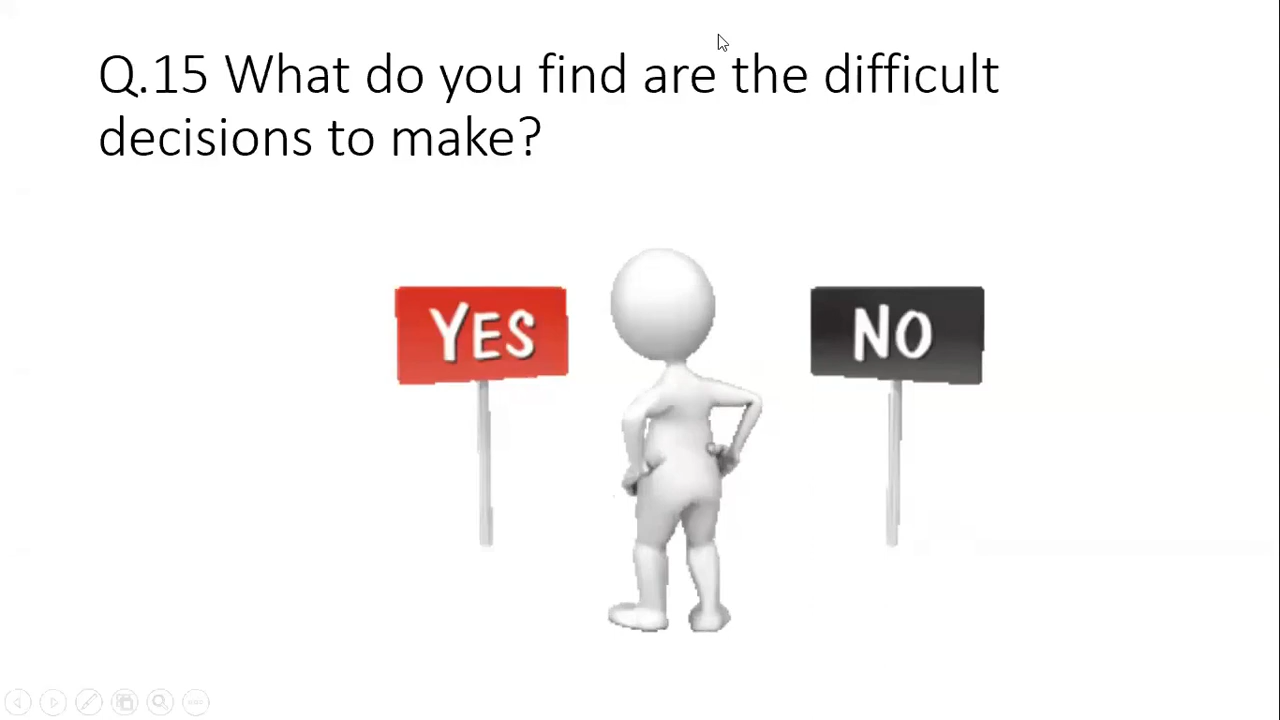 Q.15 What do you find are the difficult
decisions to make?
YES
NO